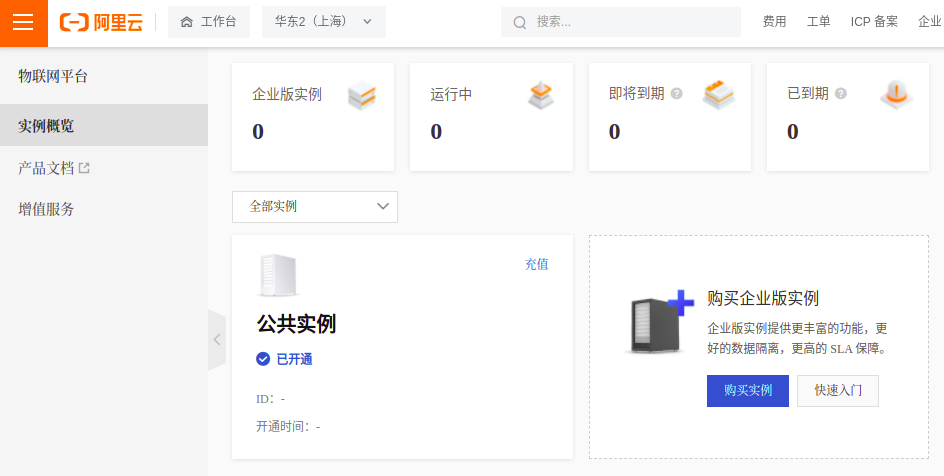 阿里云
工作台
华东2（上海）
搜索...
费用
工单
ICP 备案
企业
物联网平台
实例概览
产品文档
增值服务
企业版实例
0
运行中
0
即将到期
0
已到期
0
全部实例
充值
公共实例
已开通
ID： -
开通时间： -
购买企业版实例
企业版实例提供更丰富的功能，更
好的数据隔离，更高的 SLA 保障。
购买实例
快速入门